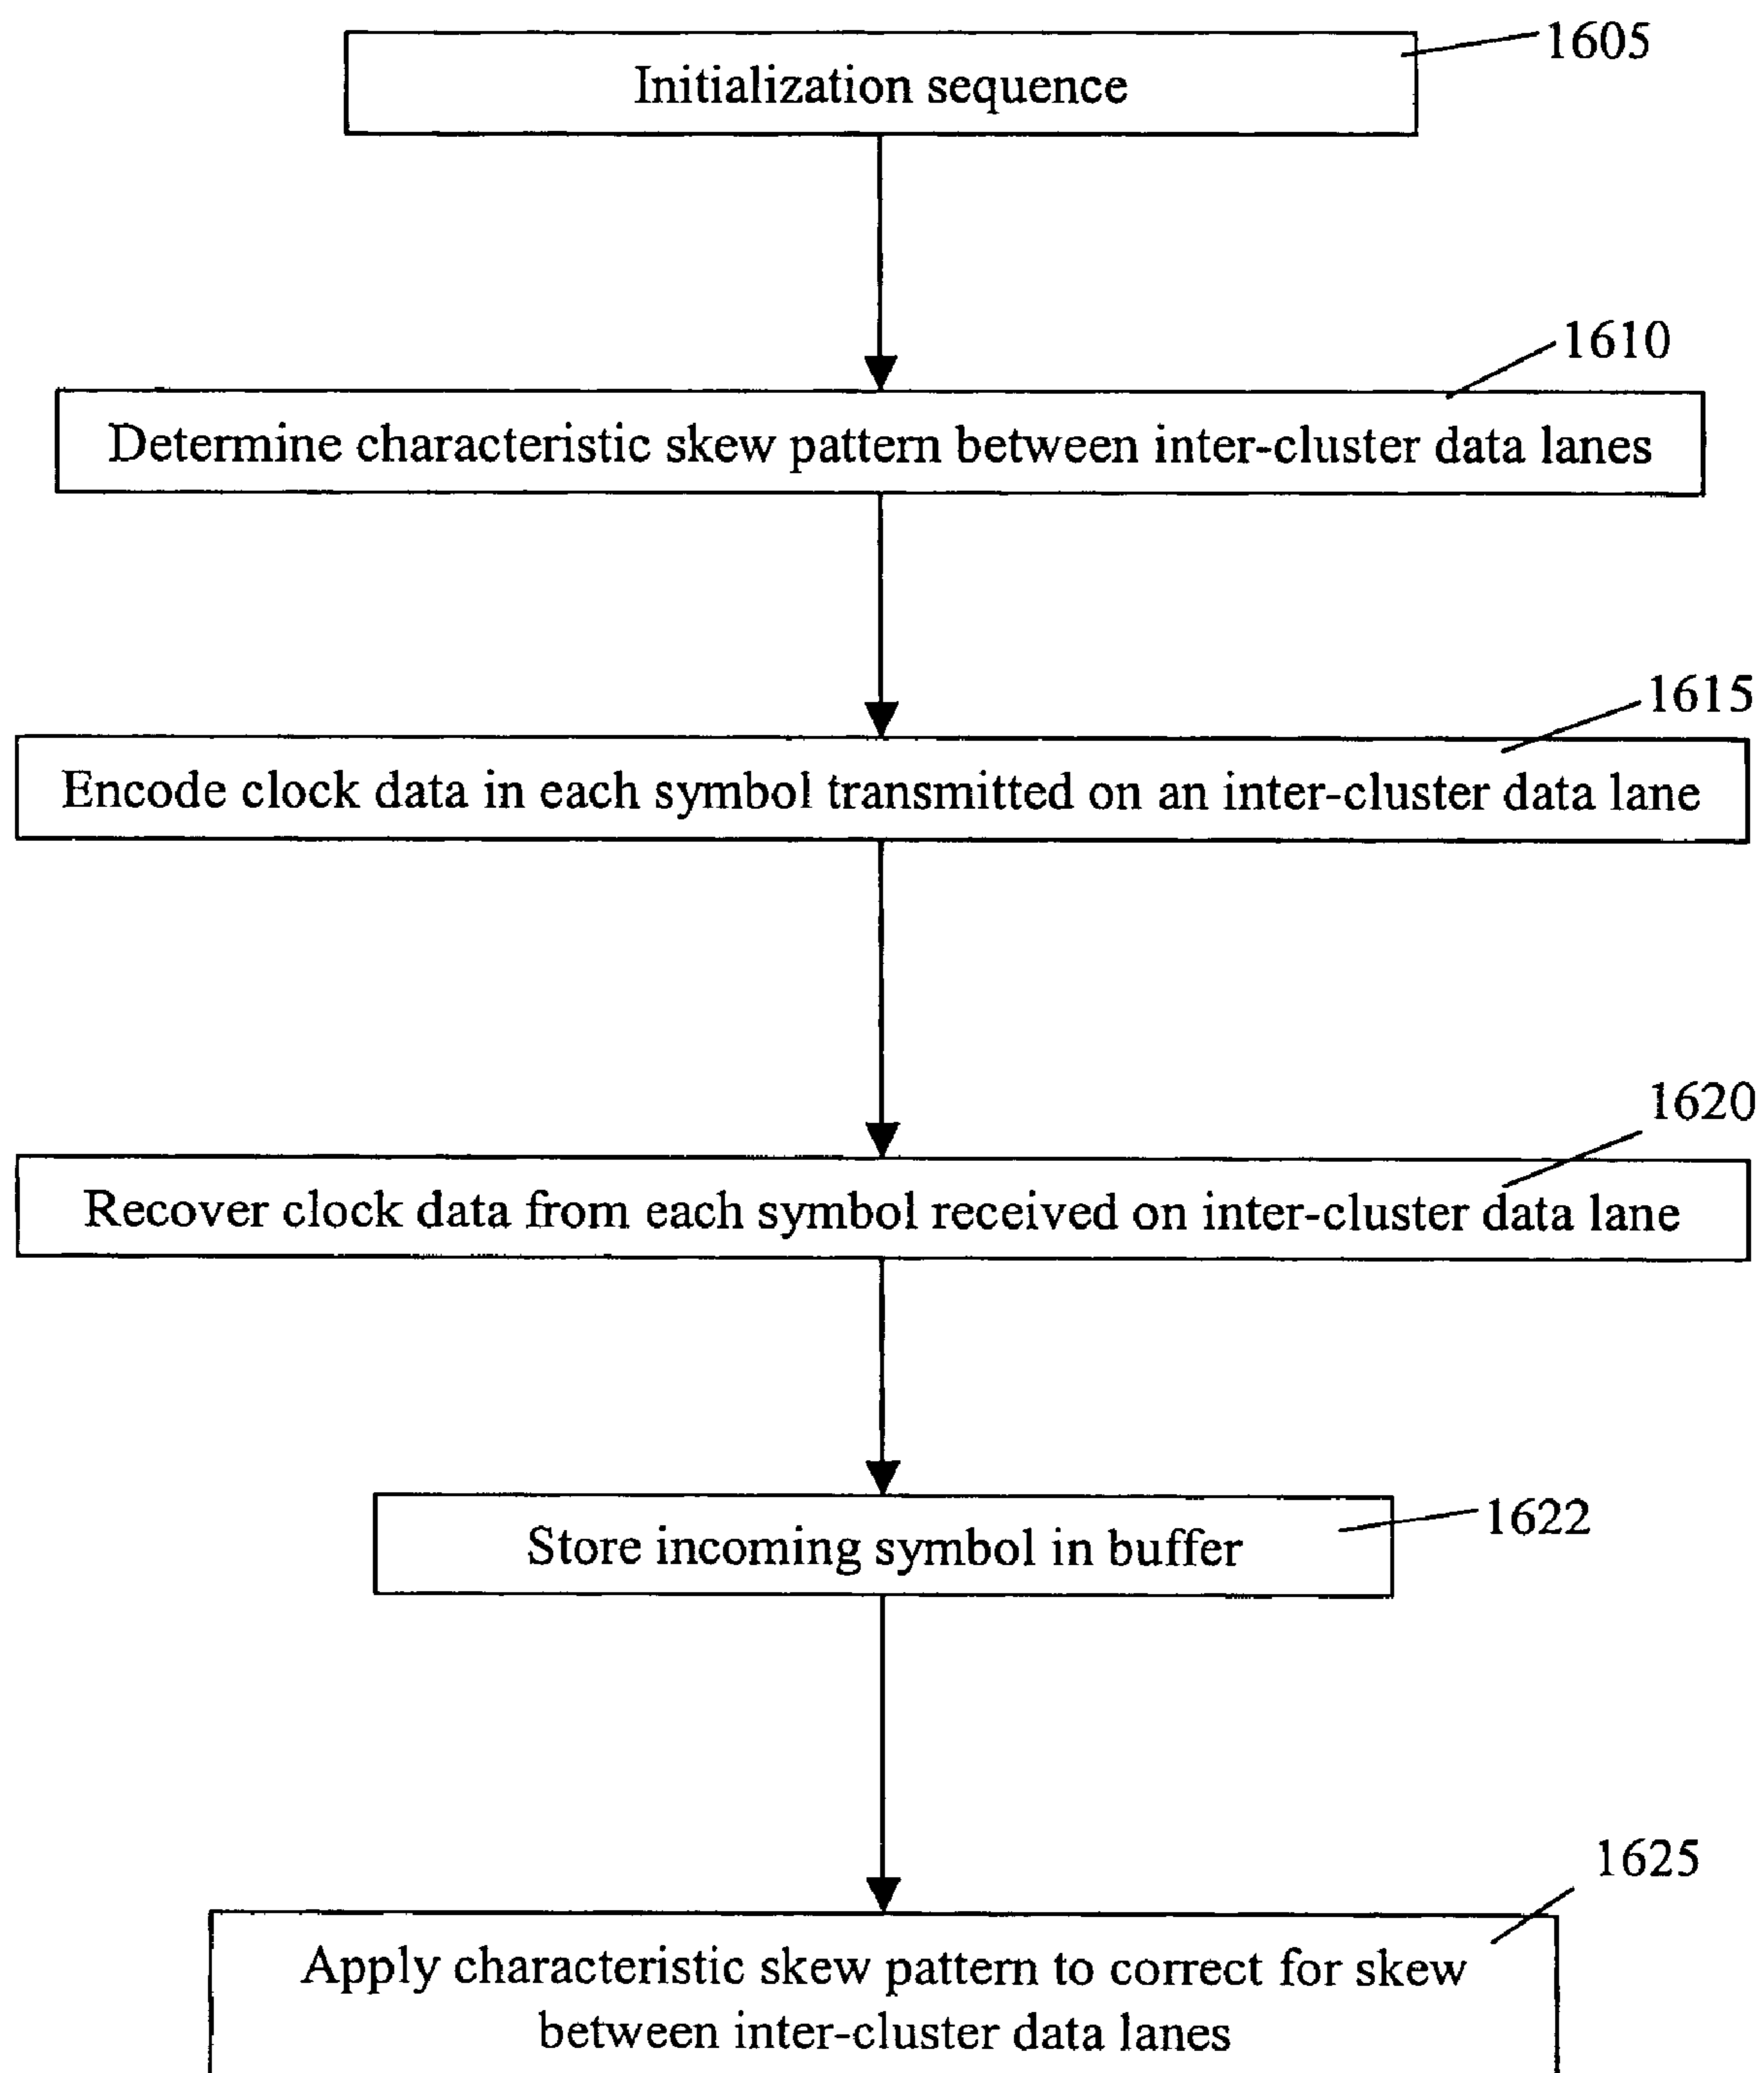 1605
Initialization sequence
1610
Determine characteristic skew pattern between inter-cluster data lanes
1615
Encode clock data in each symbol transmitted on an inter-cluster data lane
1620
Recover clock data from each symbol received on inter-cluster data lane
1622
Store incoming symbol in buffer
1625
Apply characteristic skew pattern to correct for skew
between inter-cluster data lanes